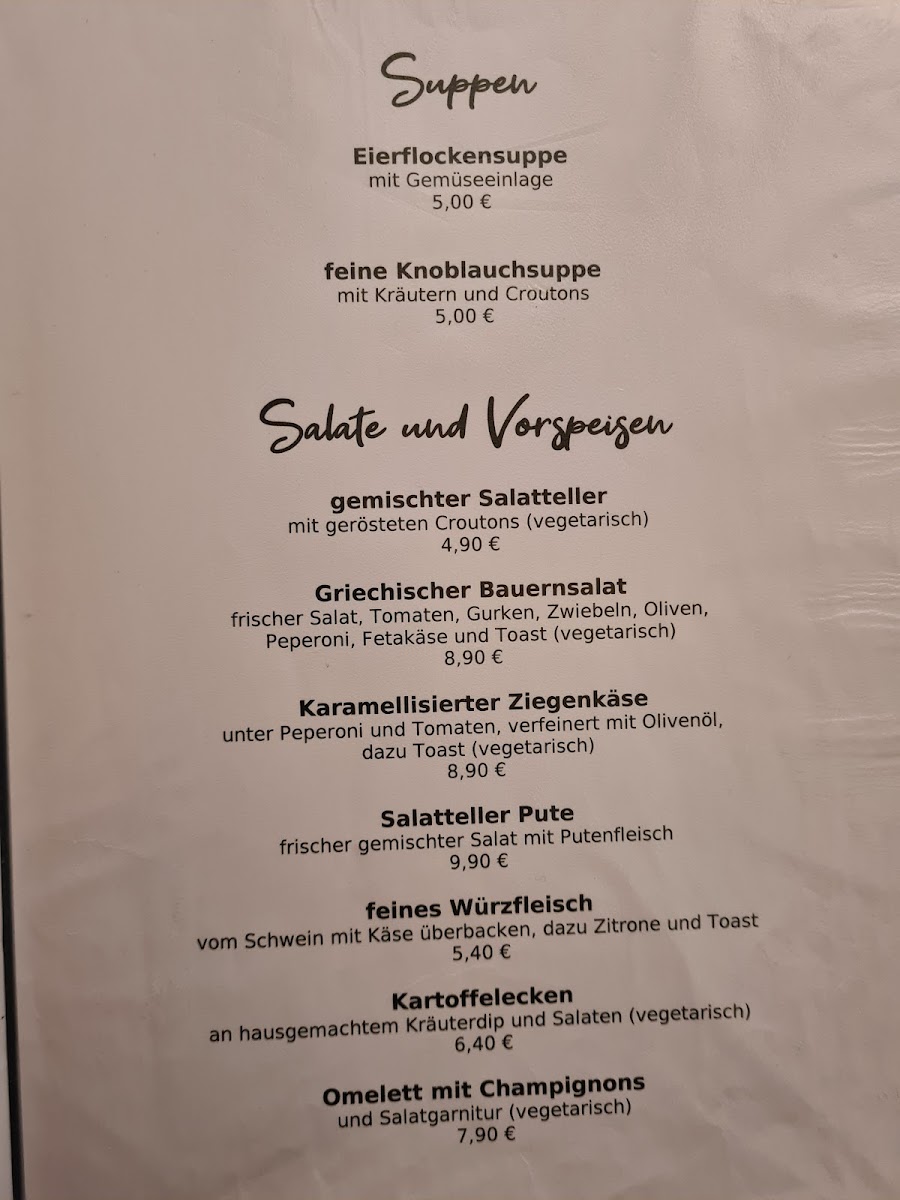 Suppen
Eierflockensuppe
mit Gemüseeinlage
5,00 €
feine Knoblauchsuppe
mit Kräutern und Croutons
5,00 €
Salate und Vorspeisen
gemischter Salatteller
mit gerösteten Croutons (vegetarisch)
4,90 €
Griechischer Bauernsalat
frischer Salat, Tomaten, Gurken, Zwiebeln, Oliven,
Peperoni, Fetakäse und Toast (vegetarisch)
8,90 €
Karamellisierter Ziegenkäse
unter Peperoni und Tomaten, verfeinert mit Olivenöl,
dazu Toast (vegetarisch)
8,90 €
Salatteller Pute
frischer gemischter Salat mit Putenfleisch
9,90 €
feines Würzfleisch
vom Schwein mit Käse überbacken, dazu Zitrone und Toast
5,40 €
Kartoffelecken
an hausgemachtem Kräuterdip und Salaten (vegetarisch)
6,40 €
Omelett mit Champignons
und Salatgarnitur (vegetarisch)
7,90 €